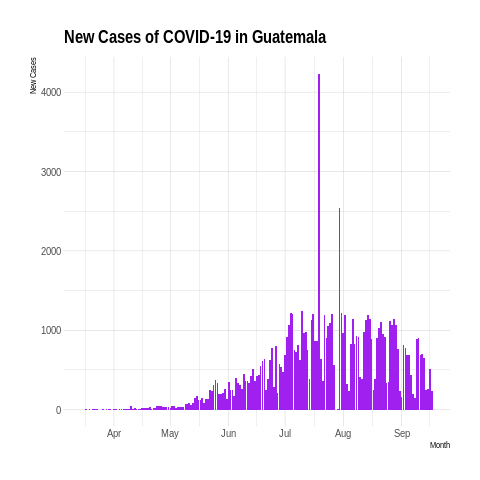 New Cases of COVID-19 in Guatemala
New Cases
4000
3000
2000
1000
0
Apr May Jun Jul Aug Sep
Month